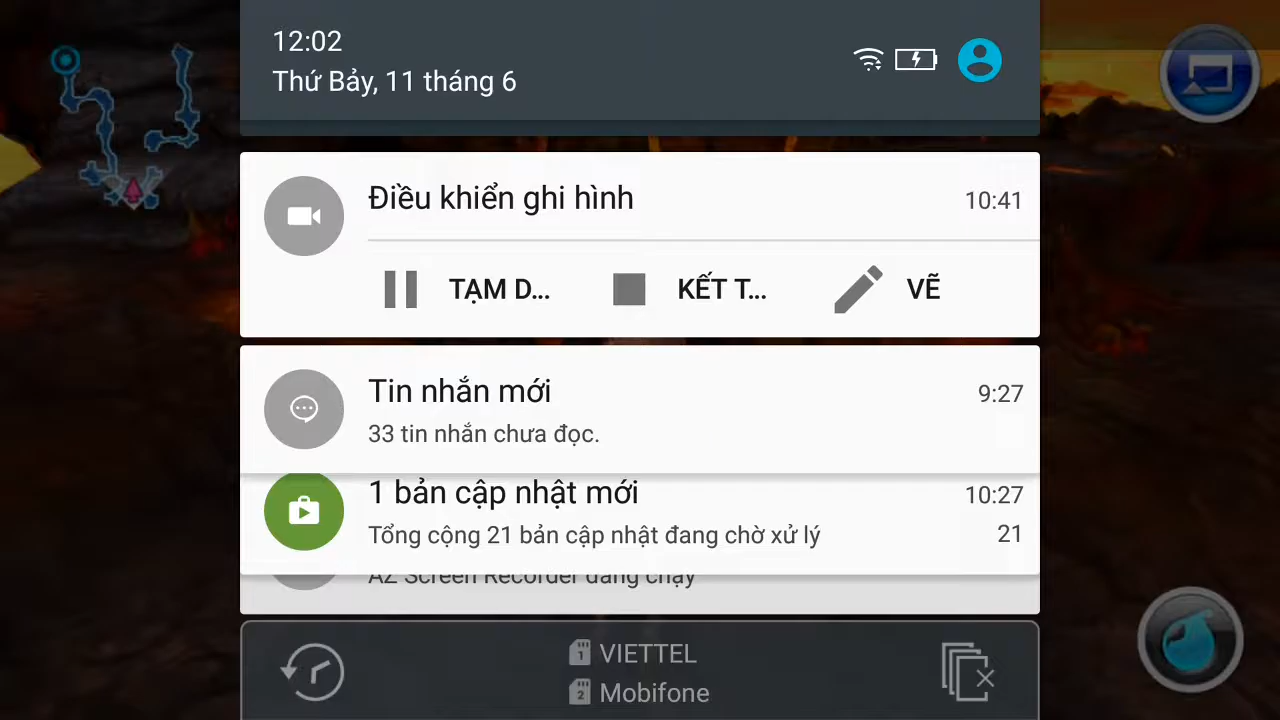 12:02
Thứ Bảy, 11 tháng 6
Điều khiển ghi hình
10:41
TẠM D...
KẾT T...
VẼ
Tin nhắn mới
9:27
33 tin nhắn chưa đọc.
1 bản cập nhật mới
10:27
Tổng cộng 21 bản cập nhật đang chờ xử lý
21
AZ Screen Recorder đang chạy
1 VIETTEL
2 Mobifone